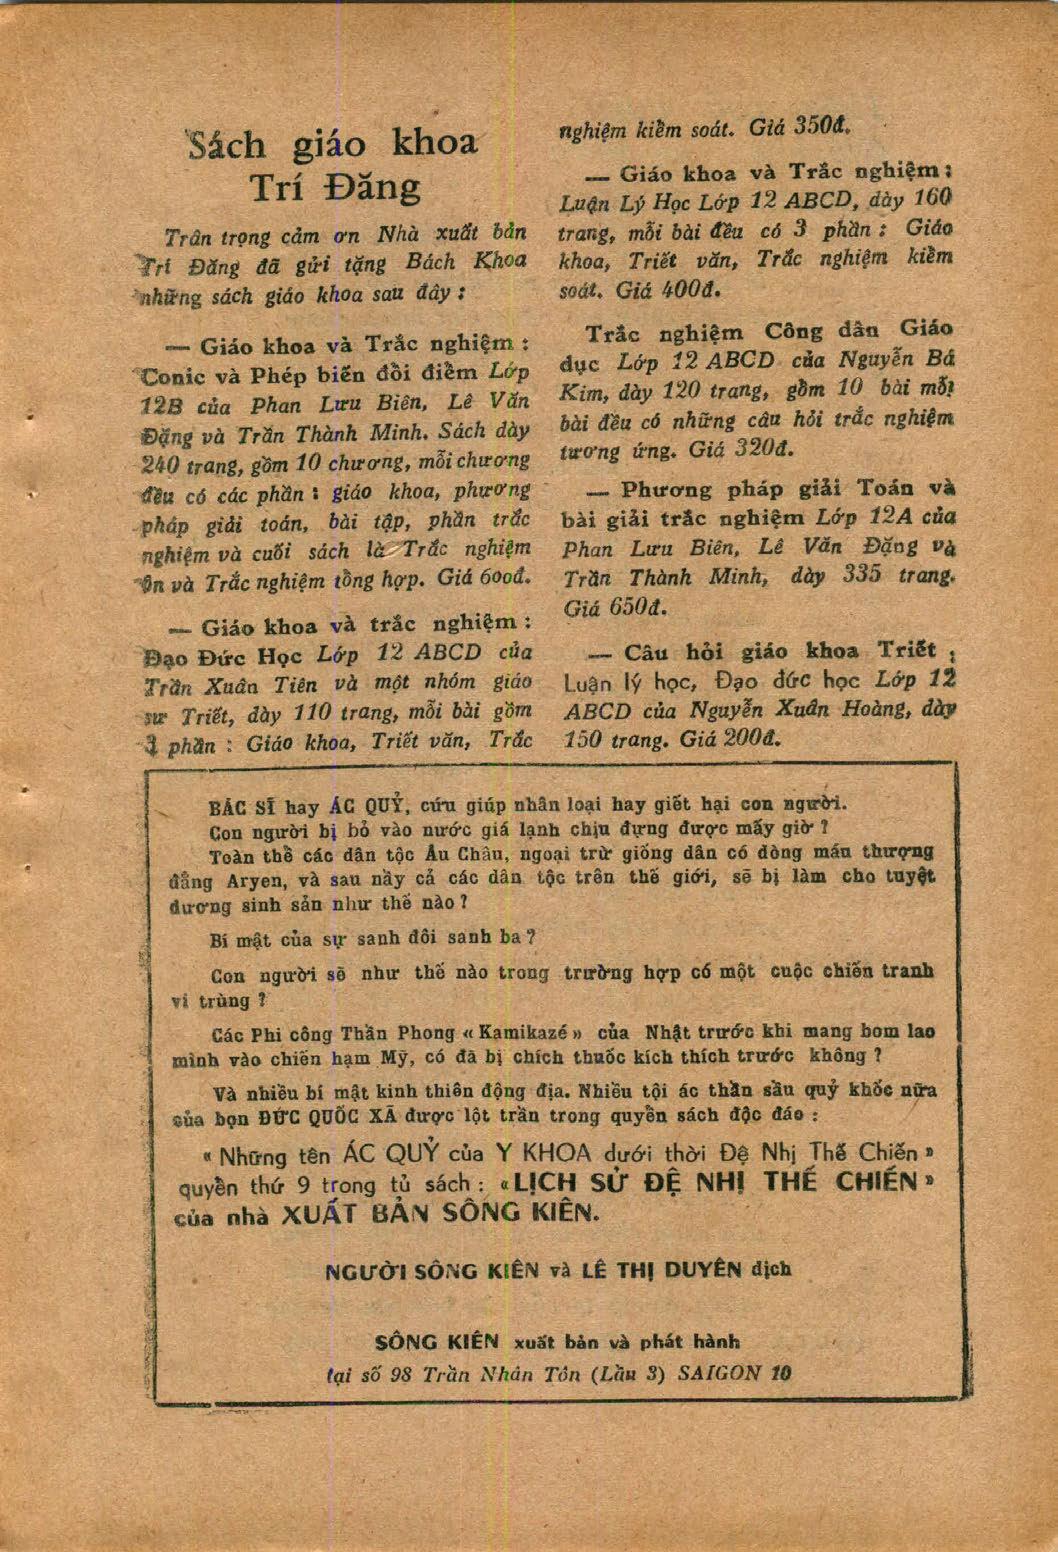 Sách giáo khoa
Trí Đăng
Trân trọng cảm ơn Nhà xuất bản
Trí Đăng đã gửi tặng Bách Khoa
những sách giáo khoa sau đây :
— Giáo khoa và Trắc nghiệm :
Conic và Phép biến đổi điểm Lớp
12B của Phan Lưu Biên, Lê Văn
Đặng và Trần Thành Minh. Sách dày
240 trang, gồm 10 chương, mỗi chương
đều có các phần : giáo khoa, phương
pháp giải toán, bài tập, phần trắc
nghiệm và cuối sách là Trắc nghiệm
ôn và Trắc nghiệm tổng hợp. Giá 600đ.
— Giáo khoa và trắc nghiệm :
Đạo Đức Học Lớp 12 ABCD của
Trần Xuân Tiên và một nhóm giáo
sư Triết, dày 110 trang, mỗi bài gồm
3 phần : Giáo khoa, Triết văn, Trắc
nghiệm kiểm soát. Giá 350đ.
— Giáo khoa và Trắc nghiệm :
Luận Lý Học Lớp 12 ABCD, dày 160
trang, mỗi bài đều có 3 phần : Giáo
khoa, Triết văn, Trắc nghiệm kiểm
soát. Giá 400đ.
Trắc nghiệm Công dân Giáo
dục Lớp 12 ABCD của Nguyễn Bá
Kim, dày 120 trang, gồm 10 bài mỗi
bài đều có những câu hỏi trắc nghiệm
tương ứng. Giá 320đ.
— Phương pháp giải Toán và
bài giải trắc nghiệm Lớp 12A của
Phan Lưu Biên, Lê Văn Đặng và
Trần Thành Minh, dày 335 trang.
Giá 650đ.
— Câu hỏi giáo khoa Triết ,
Luận lý học, Đạo đức học Lớp 12
ABCD của Nguyễn Xuân Hoàng, dày
150 trang. Giá 200đ.
BÁC SĨ hay ÁC QUỶ, cứu giúp nhân loại hay giết hại con người.
Con người bị bỏ vào nước giá lạnh chịu đựng được mấy giờ ?
Toàn thể các dân tộc Âu Châu, ngoại trừ giống dân có dòng máu thượng
đẳng Aryen, và sau nầy cả các dân tộc trên thế giới, sẽ bị làm cho tuyệt
đương sinh sản như thế nào ?
Bí mật của sự sanh đôi sanh ba ?
Con người sẽ như thế nào trong trường hợp có một cuộc chiến tranh
vi trùng ?
Các Phi công Thần Phong « Kamikazé » của Nhật trước khi mang bom lao
mình vào chiến hạm Mỹ, có đã bị chích thuốc kích thích trước không ?
Và nhiều bí mật kinh thiên động địa. Nhiều tội ác thần sầu quỷ khốc nữa
của bọn ĐỨC QUỐC XÃ được lột trần trong quyển sách độc đáo :
« Những tên ÁC QUỶ của Y KHOA dưới thời Đệ Nhị Thế Chiến »
quyển thứ 9 trong tủ sách : «LỊCH SỬ ĐỆ NHỊ THẾ CHIẾN»
của nhà XUẤT BẢN SÔNG KIÊN.
NGƯỜI SÔNG KIÊN và LÊ THỊ DUYÊN dịch
SÔNG KIÊN xuất bản và phát hành
tại số 98 Trần Nhân Tôn (Lầu 3) SAIGON 10